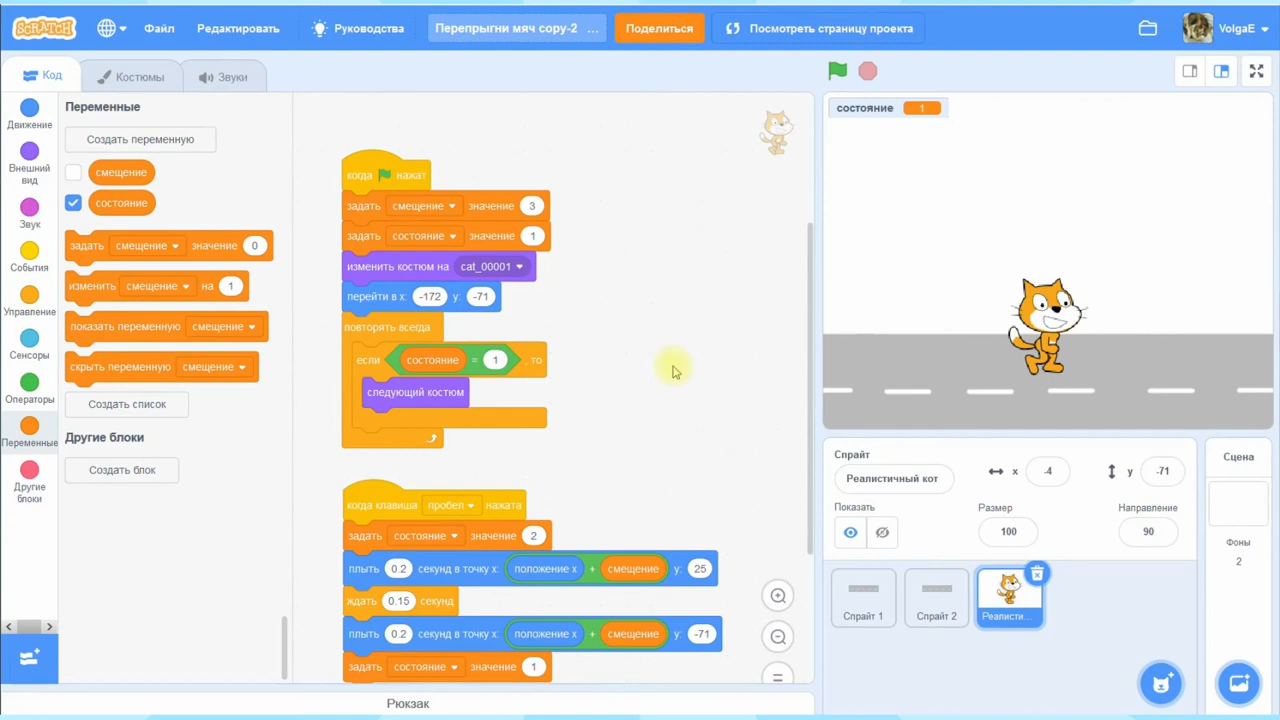 SCRATCH Файл Редактировать Руководства Перепрыгни мяч copy-2 ... Поделиться Посмотреть страницу проекта VolgaE
Код Костюмы Звуки
Движение
Внешний
вид
Звук
События
Управление
Сенсоры
Операторы
Переменные
Другие
блоки
Переменные
Создать переменную
смещение
состояние
задать смещение значение 0
изменить смещение на 1
показать переменную смещение
скрыть переменную смещение
Создать список
Другие блоки
Создать блок
когда нажат
задать смещение значение 3
задать состояние значение 1
изменить костюм на cat_00001
перейти в x: -172 y: -71
повторять всегда
если состояние = 1 , то
следующий костюм
когда клавиша пробел нажата
задать состояние значение 2
плыть 0.2 секунд в точку x: положение x + смещение y: 25
ждать 0.15 секунд
плыть 0.2 секунд в точку x: положение x + смещение y: -71
задать состояние значение 1
Рюкзак
состояние 1
Спрайт
Реалистичный кот
x -4 y -71
Показать
Размер
100
Направление
90
Спрайт 1
Спрайт 2
Реалисти...
Сцена
Фоны
2